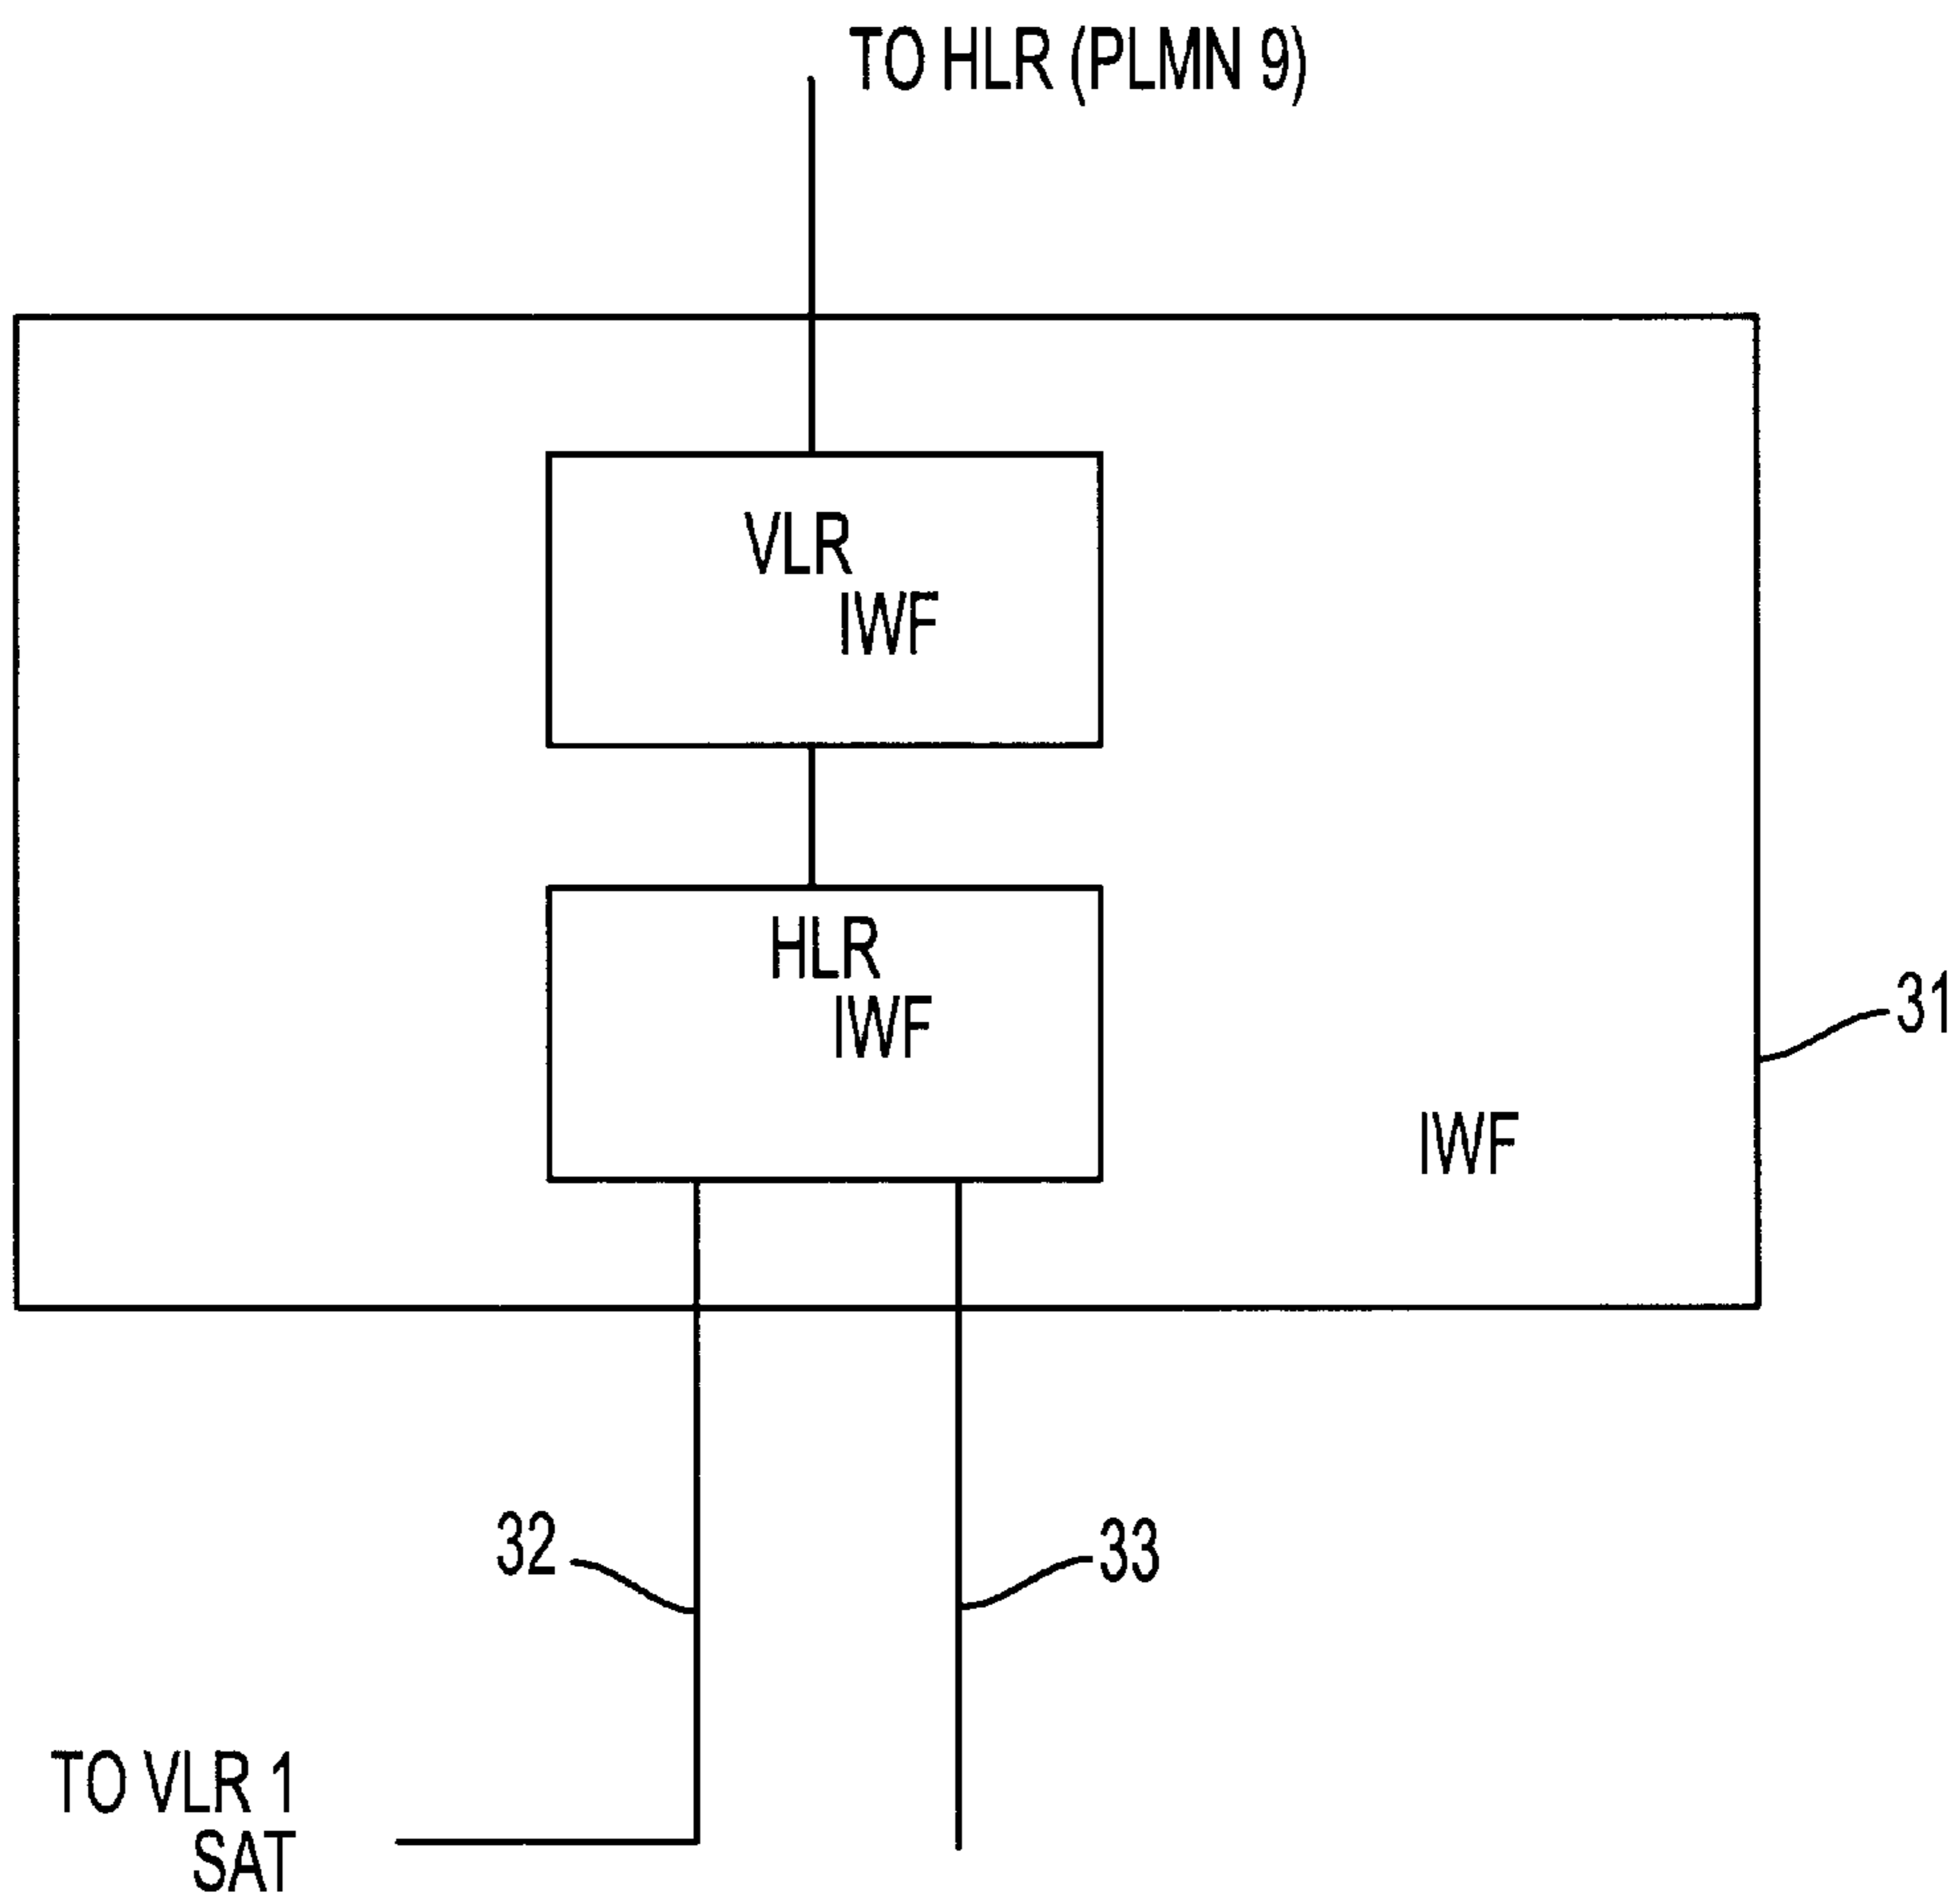 TO HLR (PLMN 9)
VLR
IWF
HLR
IWF
31
IWF
32
33
TO VLR 1
SAT